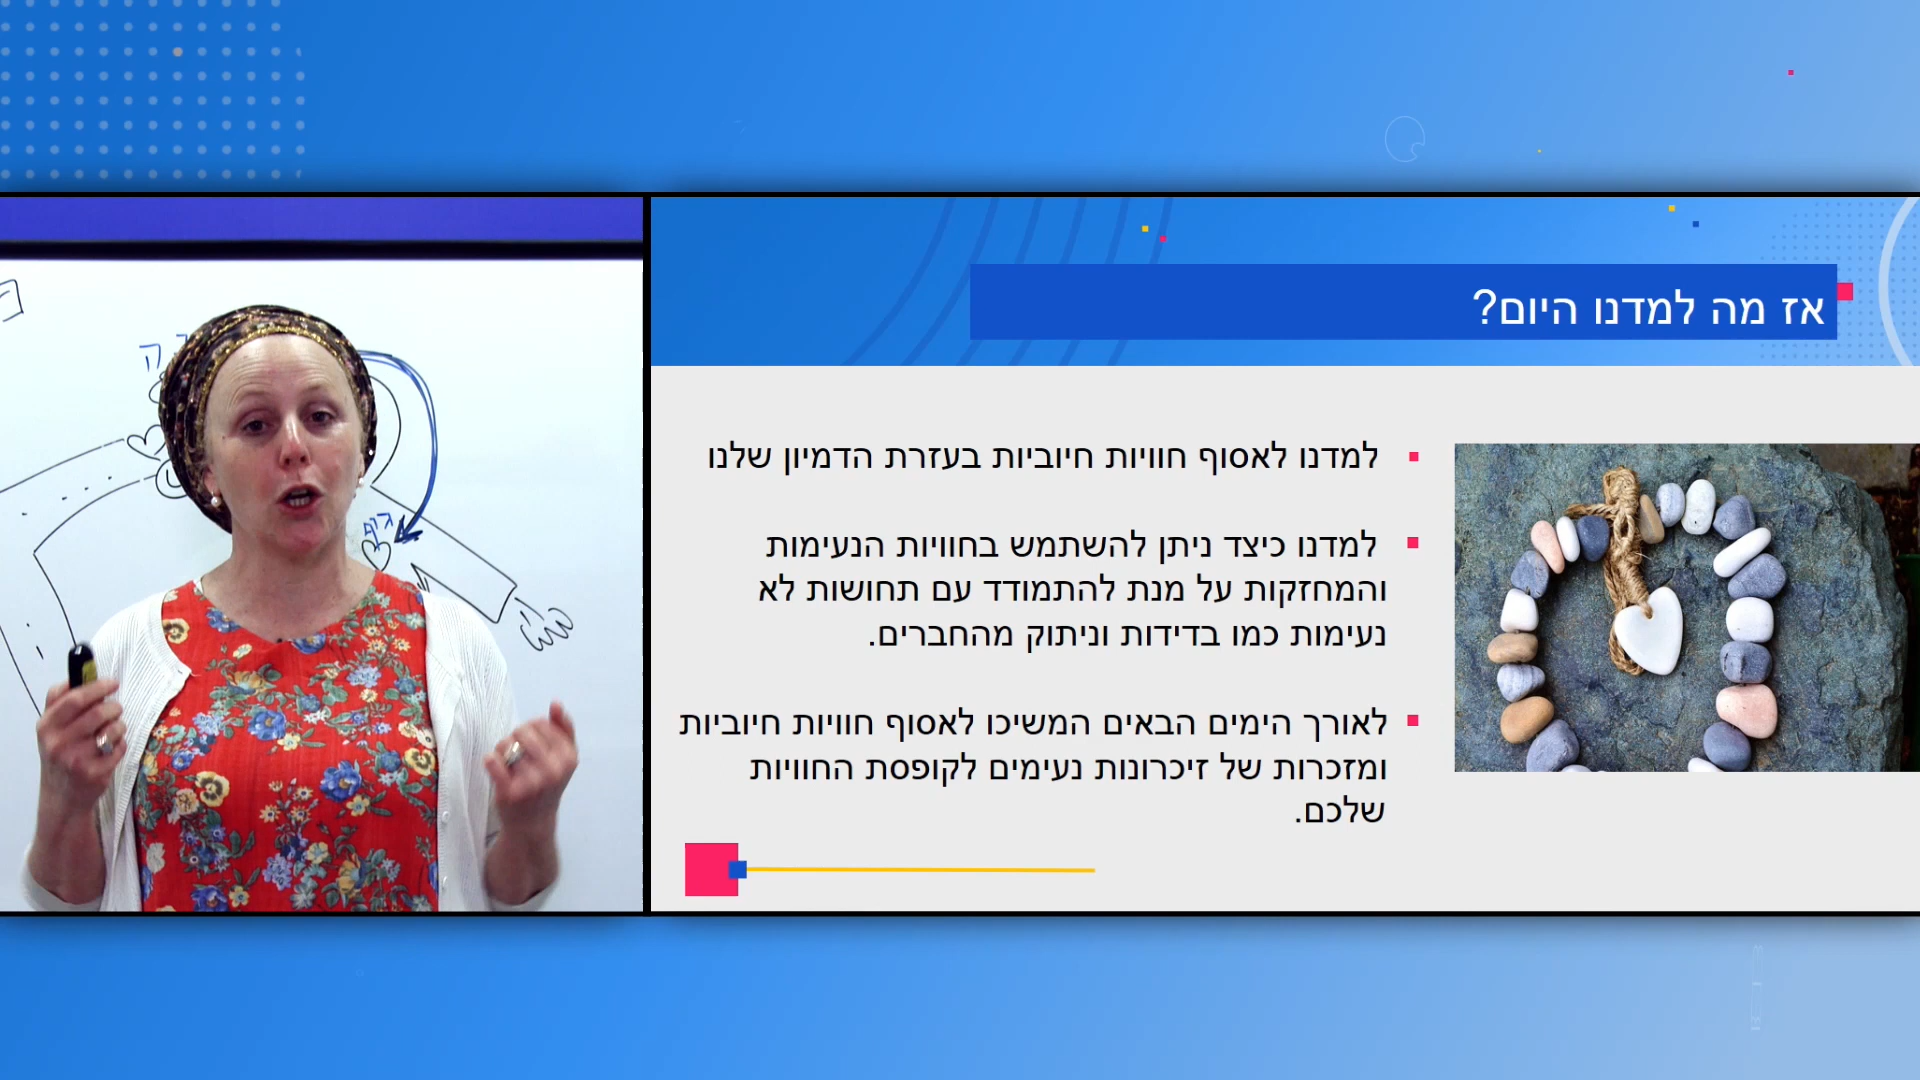 אז מה למדנו היום?
למדנו לאסוף חוויות חיוביות בעזרת הדמיון שלנו
למדנו כיצד ניתן להשתמש בחוויות הנעימות
והמחזקות על מנת להתמודד עם תחושות לא
נעימות כמו בדידות וניתוק מהחברים.
לאורך הימים הבאים המשיכו לאסוף חוויות חיוביות
ומזכרות של זיכרונות נעימים לקופסת החוויות
שלכם.
גוף